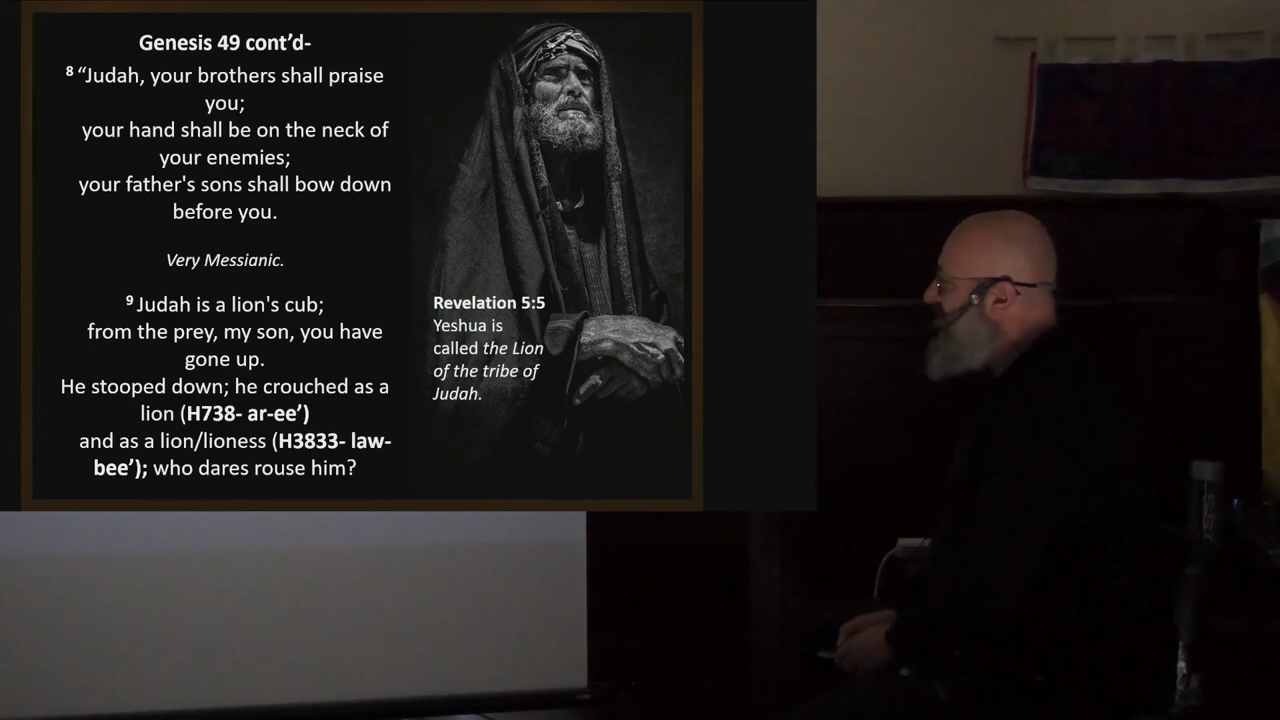 Genesis 49 cont’d-
8 “Judah, your brothers shall praise
you;
your hand shall be on the neck of
your enemies;
your father's sons shall bow down
before you.
Very Messianic.
9 Judah is a lion's cub;
from the prey, my son, you have
gone up.
He stooped down; he crouched as a
lion (H738- ar-ee’)
and as a lion/lioness (H3833- law-
bee’); who dares rouse him?
Revelation 5:5
Yeshua is
called the Lion
of the tribe of
Judah.